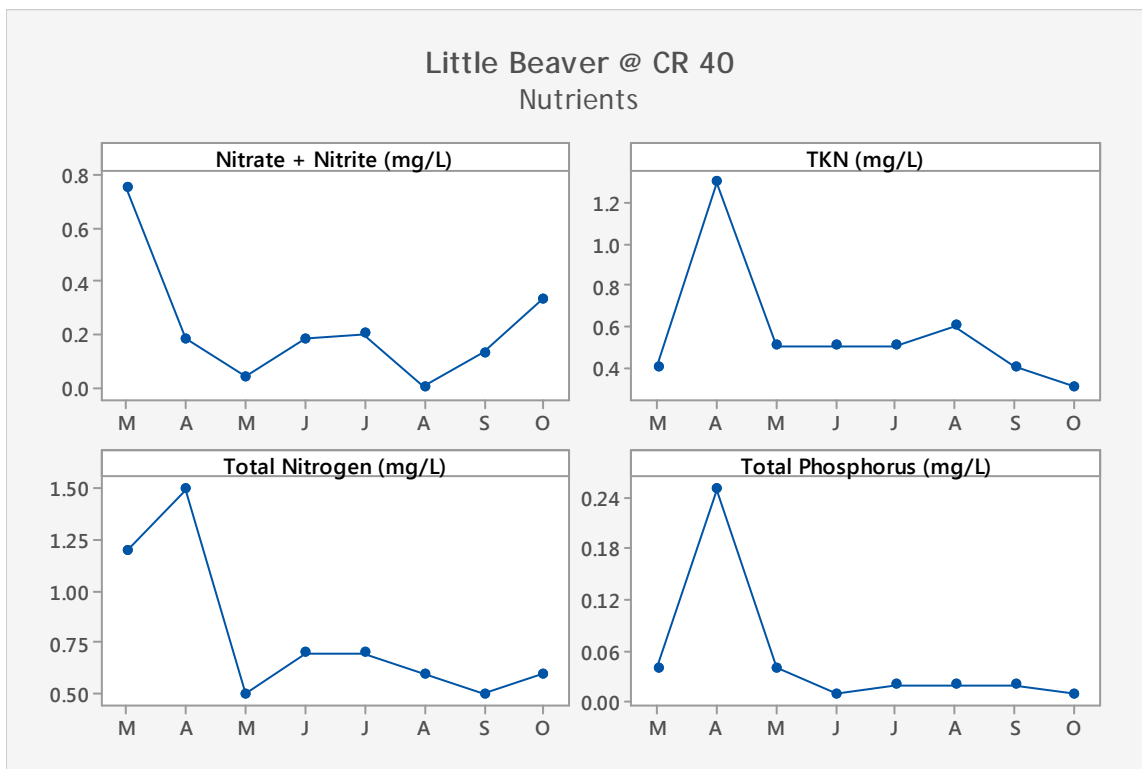 Little Beaver @ CR 40
Nutrients
Nitrate + Nitrite (mg/L)
0.8
0.6
0.4
0.2
0.0
M A M J J A S O
TKN (mg/L)
1.2
1.0
0.8
0.6
0.4
M A M J J A S O
Total Nitrogen (mg/L)
1.50
1.25
1.00
0.75
0.50
M A M J J A S O
Total Phosphorus (mg/L)
0.24
0.18
0.12
0.06
0.00
M A M J J A S O